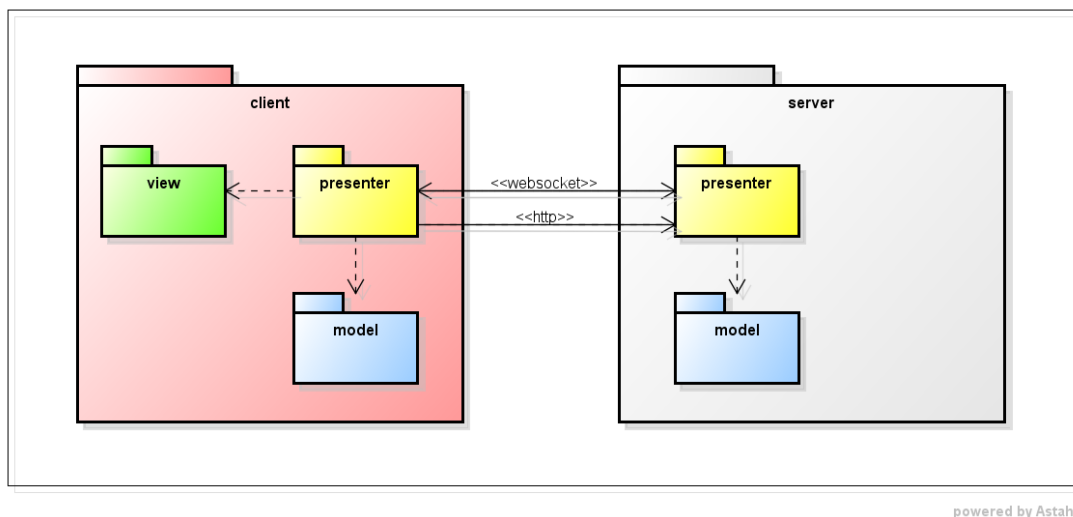 client
server
view
presenter
<<websocket>>
presenter
<<http>>
model
model
powered by Astah